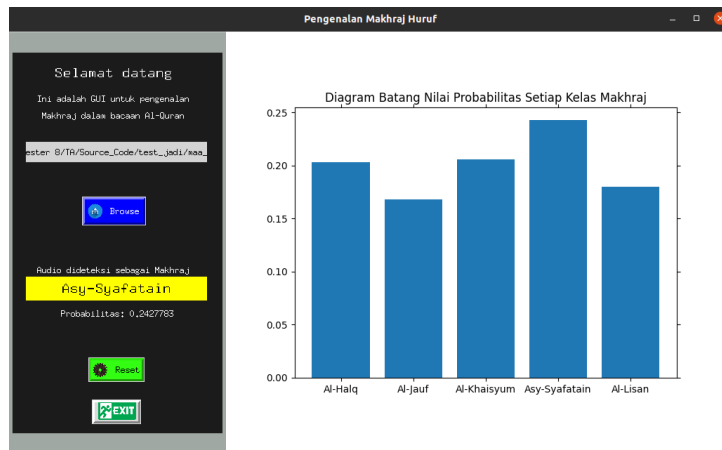 Pengenalan Makhraj Huruf
Selamat datang
Ini adalah GUI untuk pengenalan
Makhraj dalam bacaan Al-Quran
ester 8/TA/Source_Code/test_jadi/maa_
Browse
Audio dideteksi sebagai Makhraj
Asy-Syafatain
Probabilitas: 0.2427783
Reset
EXIT
Diagram Batang Nilai Probabilitas Setiap Kelas Makhraj
0.25
0.20
0.15
0.10
0.05
0.00
Al-Halq Al-Jauf Al-Khaisyum Asy-Syafatain Al-Lisan